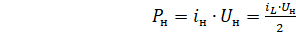 Pн = iн · Uн = iL·Uн/2